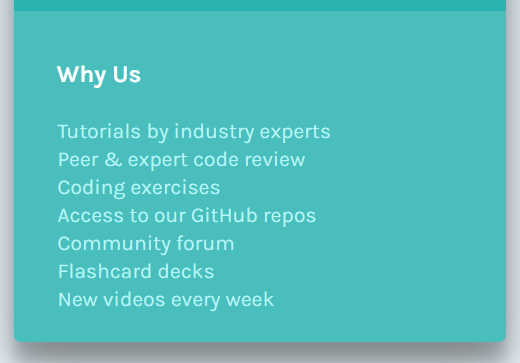 Why Us
Tutorials by industry experts
Peer & expert code review
Coding exercises
Access to our GitHub repos
Community forum
Flashcard decks
New videos every week